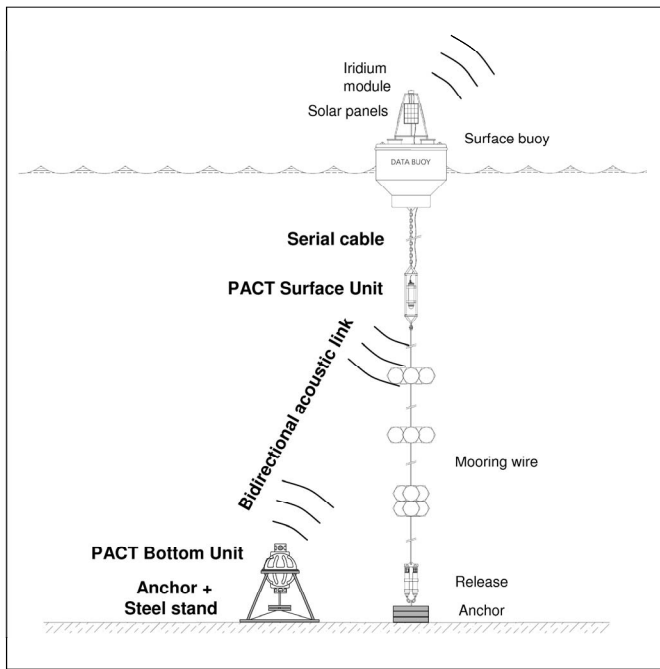 Iridium
module
Solar panels
Surface buoy
DATA BUOY
Serial cable
PACT Surface Unit
Bidirectional acoustic link
Mooring wire
PACT Bottom Unit
Anchor +
Steel stand
Release
Anchor